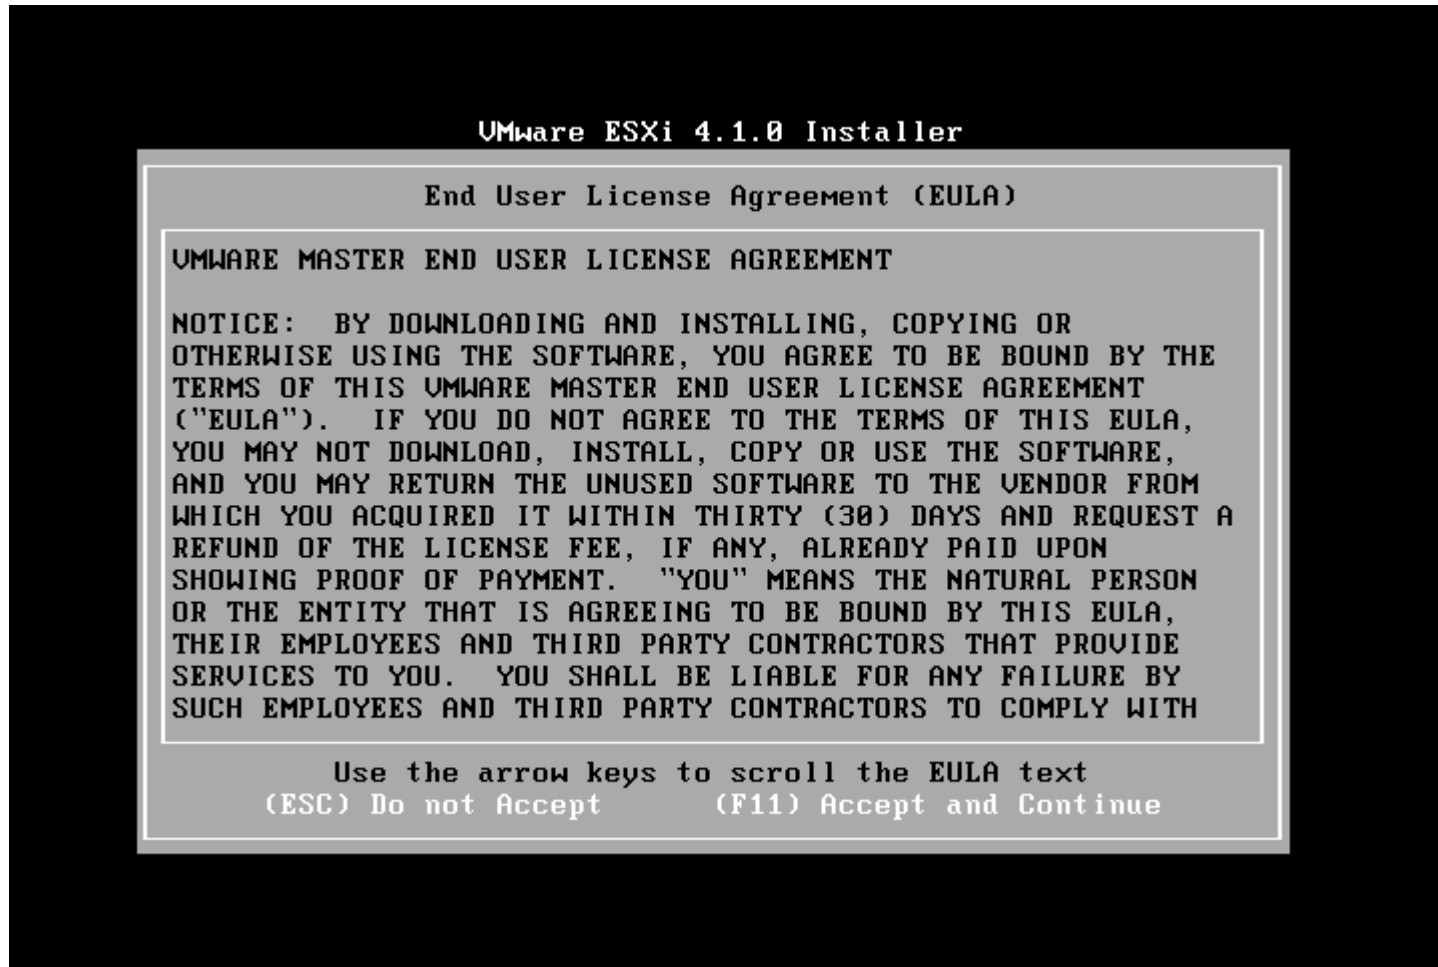 VMware ESXi 4.1.0 Installer
End User License Agreement (EULA)
VMWARE MASTER END USER LICENSE AGREEMENT
NOTICE:  BY DOWNLOADING AND INSTALLING, COPYING OR
OTHERWISE USING THE SOFTWARE, YOU AGREE TO BE BOUND BY THE
TERMS OF THIS VMWARE MASTER END USER LICENSE AGREEMENT
("EULA").  IF YOU DO NOT AGREE TO THE TERMS OF THIS EULA,
YOU MAY NOT DOWNLOAD, INSTALL, COPY OR USE THE SOFTWARE,
AND YOU MAY RETURN THE UNUSED SOFTWARE TO THE VENDOR FROM
WHICH YOU ACQUIRED IT WITHIN THIRTY (30) DAYS AND REQUEST A
REFUND OF THE LICENSE FEE, IF ANY, ALREADY PAID UPON
SHOWING PROOF OF PAYMENT.  "YOU" MEANS THE NATURAL PERSON
OR THE ENTITY THAT IS AGREEING TO BE BOUND BY THIS EULA,
THEIR EMPLOYEES AND THIRD PARTY CONTRACTORS THAT PROVIDE
SERVICES TO YOU.  YOU SHALL BE LIABLE FOR ANY FAILURE BY
SUCH EMPLOYEES AND THIRD PARTY CONTRACTORS TO COMPLY WITH
Use the arrow keys to scroll the EULA text
(ESC) Do not Accept      (F11) Accept and Continue